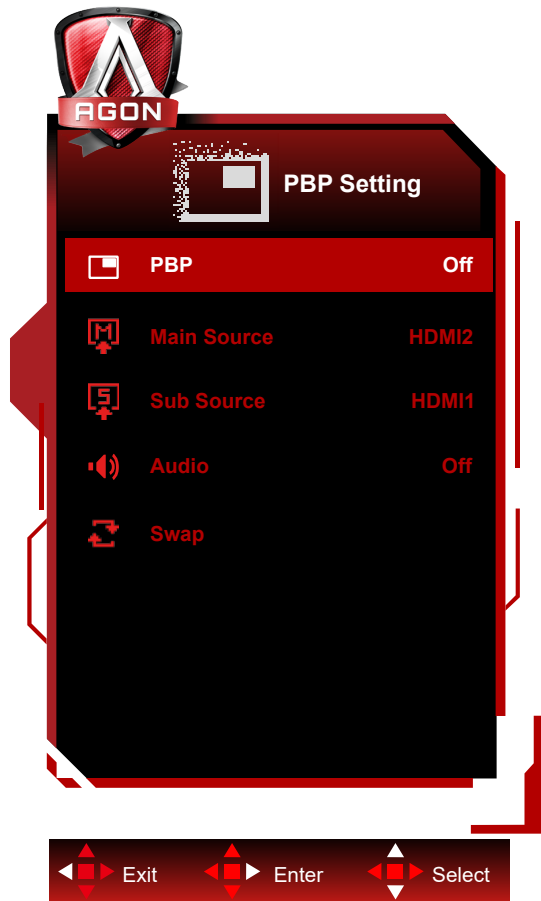 AGON
PBP Setting
PBP Off
Main Source HDMI2
Sub Source HDMI1
Audio Off
Swap
Exit Enter Select